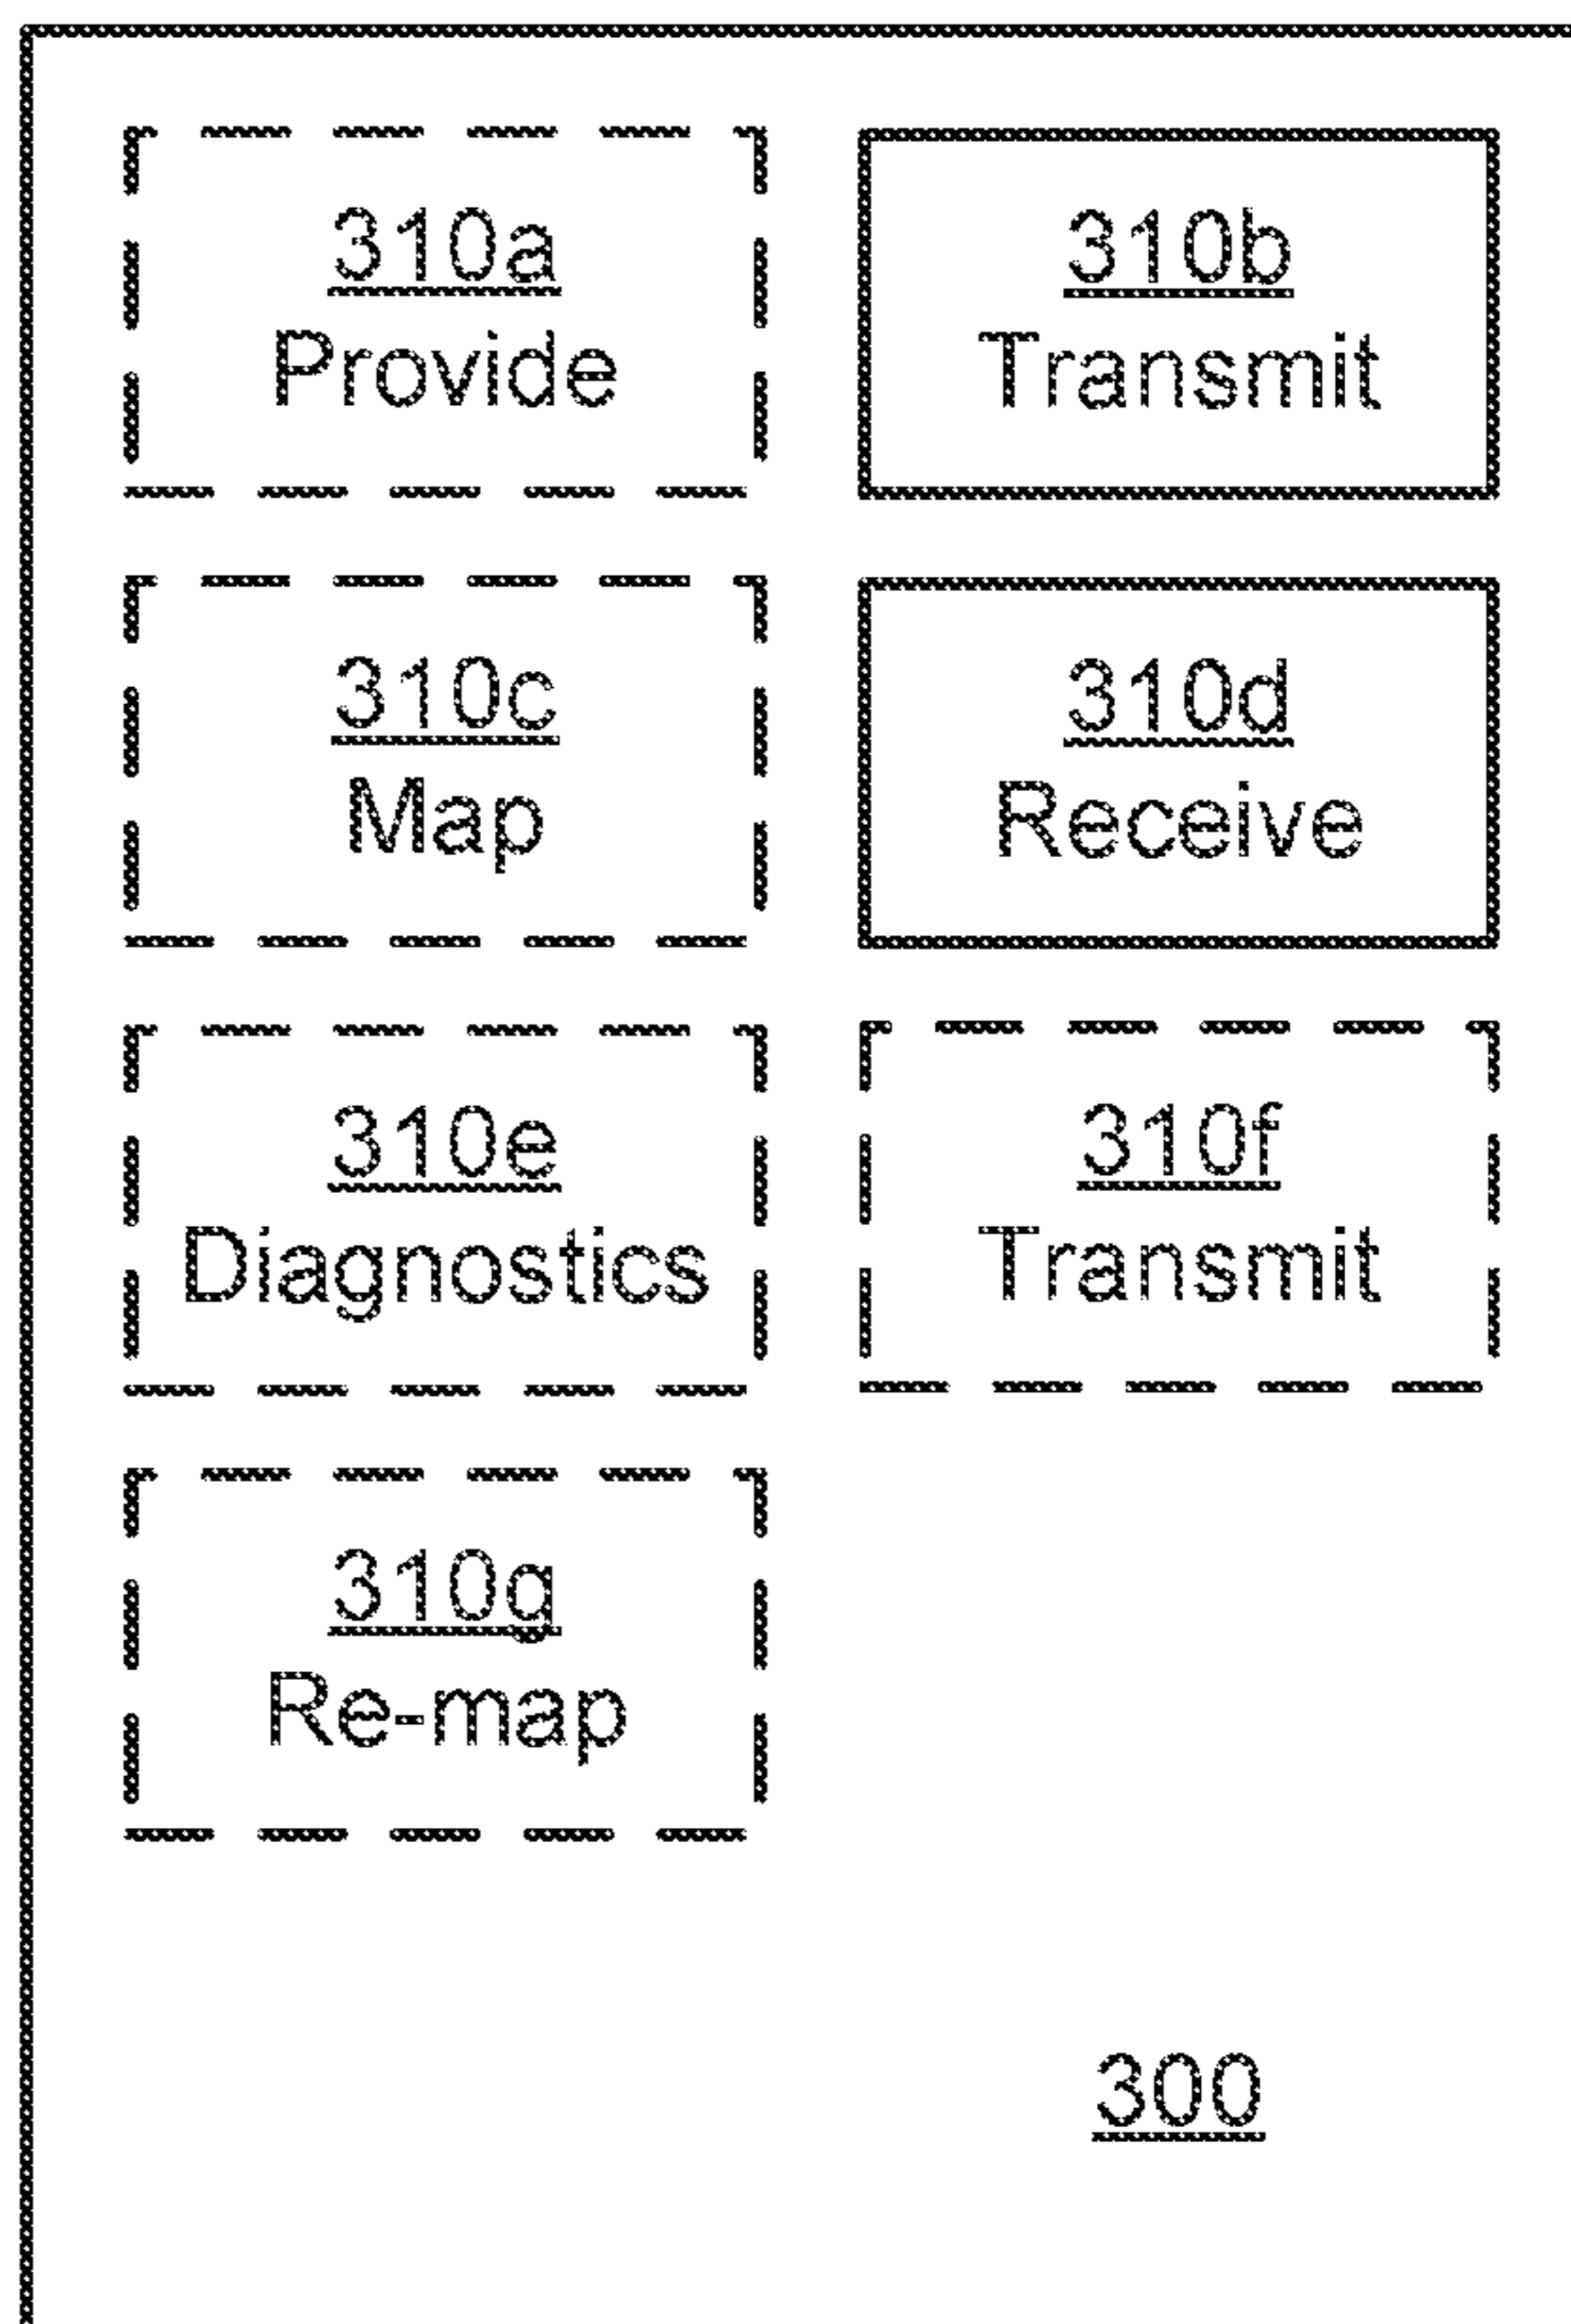 310a
Provide
310b
Transmit
310c
Map
310d
Receive
310e
Diagnostics
310f
Transmit
310g
Re-map
300